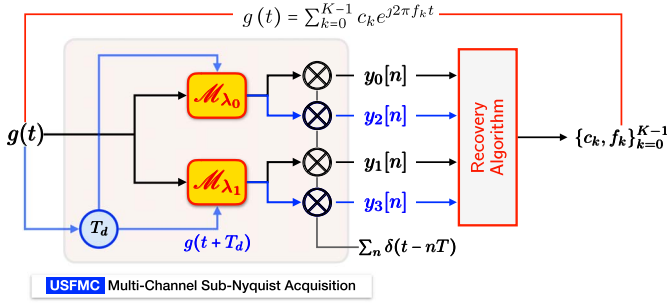 g(t) = ∑_{k=0}^{K-1} c_k e^{j2πf_k t}
g(t)
T_d
ℳ_{λ_0}
ℳ_{λ_1}
g(t + T_d)
y_0[n]
y_2[n]
y_1[n]
y_3[n]
∑_n δ(t − nT)
Recovery
Algorithm
{c_k, f_k}_{k=0}^{K-1}
USFMC Multi-Channel Sub-Nyquist Acquisition